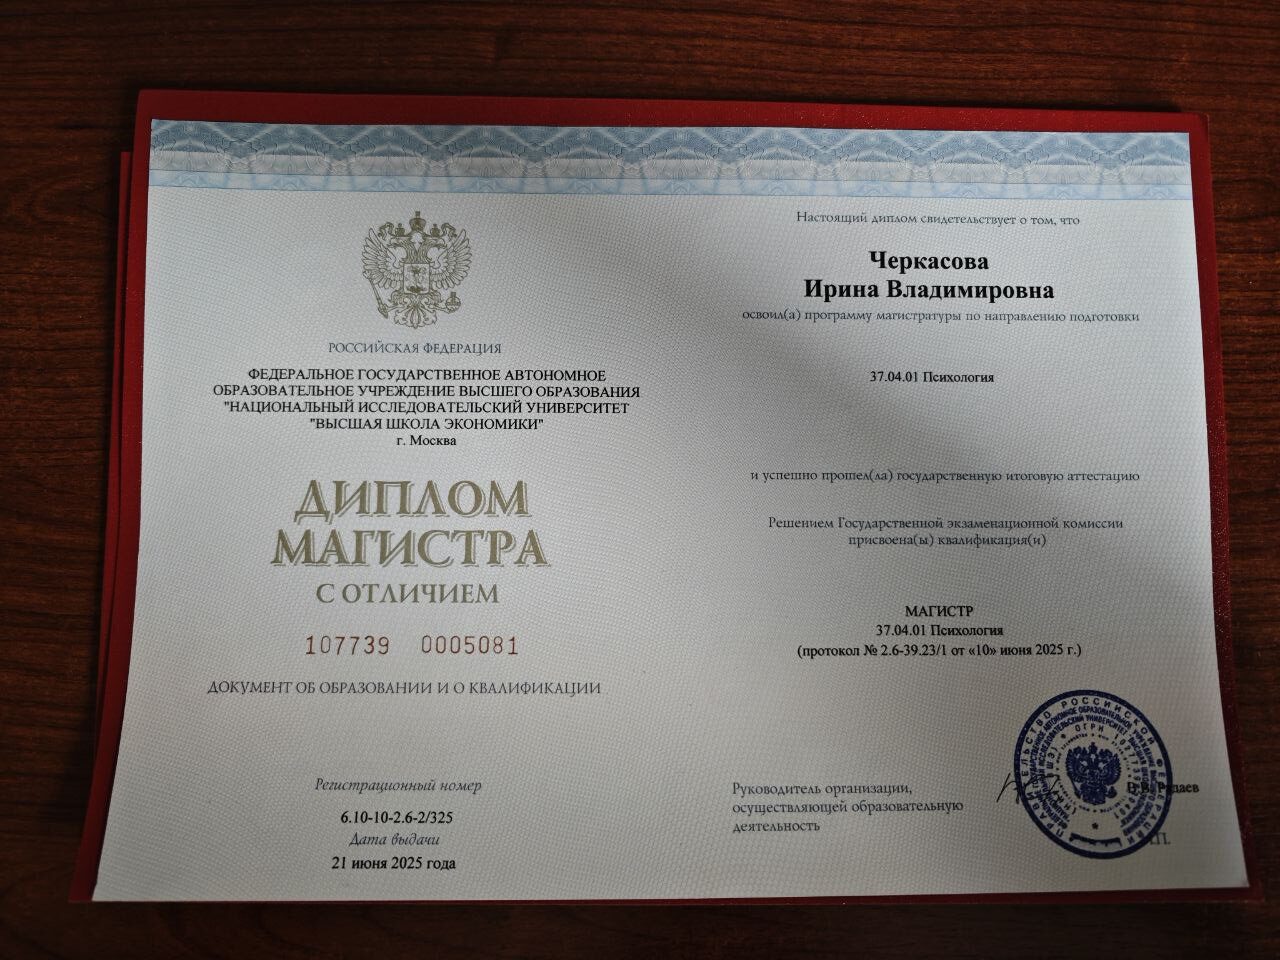 РОССИЙСКАЯ ФЕДЕРАЦИЯ
ФЕДЕРАЛЬНОЕ ГОСУДАРСТВЕННОЕ АВТОНОМНОЕ
ОБРАЗОВАТЕЛЬНОЕ УЧРЕЖДЕНИЕ ВЫСШЕГО ОБРАЗОВАНИЯ
"НАЦИОНАЛЬНЫЙ ИССЛЕДОВАТЕЛЬСКИЙ УНИВЕРСИТЕТ
"ВЫСШАЯ ШКОЛА ЭКОНОМИКИ"
г. Москва
ДИПЛОМ
МАГИСТРА
С ОТЛИЧИЕМ
107739 0005081
ДОКУМЕНТ ОБ ОБРАЗОВАНИИ И О КВАЛИФИКАЦИИ
Регистрационный номер
6.10-10-2.6-2/325
Дата выдачи
21 июня 2025 года
Настоящий диплом свидетельствует о том, что
Черкасова
Ирина Владимировна
освоил(а) программу магистратуры по направлению подготовки
37.04.01 Психология
и успешно прошел(ла) государственную итоговую аттестацию
Решением Государственной экзаменационной комиссии
присвоена(ы) квалификация(и)
МАГИСТР
37.04.01 Психология
(протокол № 2.6-39.23/1 от «10» июня 2025 г.)
Руководитель организации,
осуществляющей образовательную
деятельность
ПРАВИТЕЛЬСТВО РОССИЙСКОЙ ФЕДЕРАЦИИ